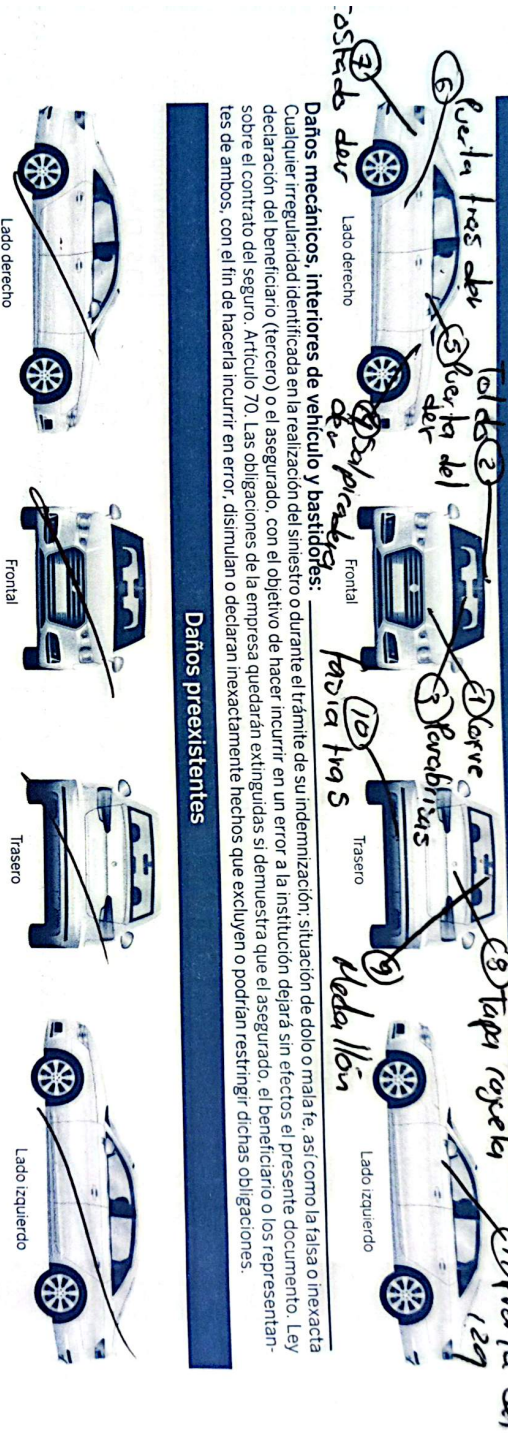 Toldo 2
8 Tapa cajuela
Puerta del
izq
6 Puerta tras der
5 Puerta del
der
1 Cofre
3 Parabrisas
9
Medallón
7
Costado der
4 Salpicadera
der
10
fascia tras
Lado derecho
Frontal
Trasero
Lado izquierdo
Daños mecánicos, interiores de vehículo y bastidores:
Cualquier irregularidad identificada en la realización del siniestro o durante el trámite de su indemnización; situación de dolo o mala fe, así como la falsa o inexacta
declaración del beneficiario (tercero) o el asegurado, con el objetivo de hacer incurrir en un error a la institución dejará sin efectos el presente documento. Ley
sobre el contrato del seguro. Artículo 70. Las obligaciones de la empresa quedarán extinguidas si demuestra que el asegurado, el beneficiario o los representan-
tes de ambos, con el fin de hacerla incurrir en error, disimulan o declaran inexactamente hechos que excluyen o podrían restringir dichas obligaciones.
Daños preexistentes
Lado derecho
Frontal
Trasero
Lado izquierdo